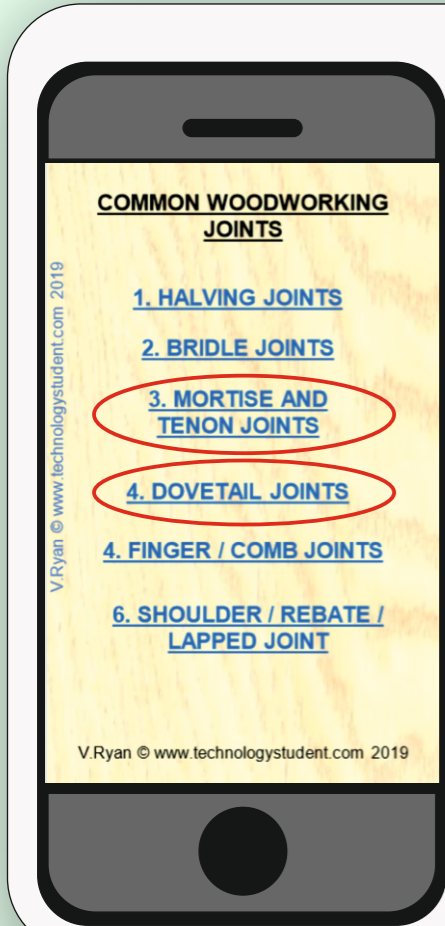 COMMON WOODWORKING
JOINTS
1. HALVING JOINTS
2. BRIDLE JOINTS
3. MORTISE AND
TENON JOINTS
4. DOVETAIL JOINTS
4. FINGER / COMB JOINTS
6. SHOULDER / REBATE /
LAPPED JOINT
V.Ryan © www.technologystudent.com 2019
V.Ryan © www.technologystudent.com 2019